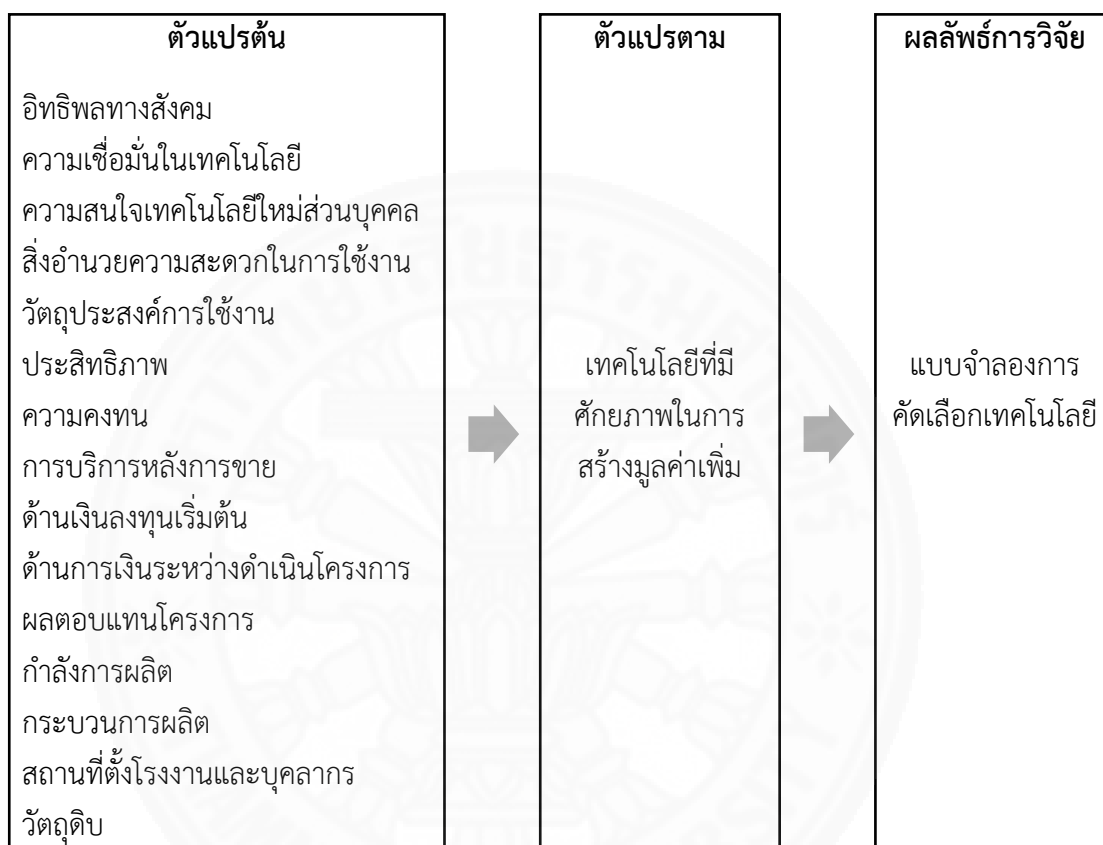 ตัวแปรต้น
อิทธิพลทางสังคม
ความเชื่อมั่นในเทคโนโลยี
ความสนใจเทคโนโลยีใหม่ส่วนบุคคล
สิ่งอำนวยความสะดวกในการใช้งาน
วัตถุประสงค์การใช้งาน
ประสิทธิภาพ
ความคงทน
การบริการหลังการขาย
ด้านเงินลงทุนเริ่มต้น
ด้านการเงินระหว่างดำเนินโครงการ
ผลตอบแทนโครงการ
กำลังการผลิต
กระบวนการผลิต
สถานที่ตั้งโรงงานและบุคลากร
วัตถุดิบ
ตัวแปรตาม
เทคโนโลยีที่มี
ศักยภาพในการ
สร้างมูลค่าเพิ่ม
ผลลัพธ์การวิจัย
แบบจำลองการ
คัดเลือกเทคโนโลยี